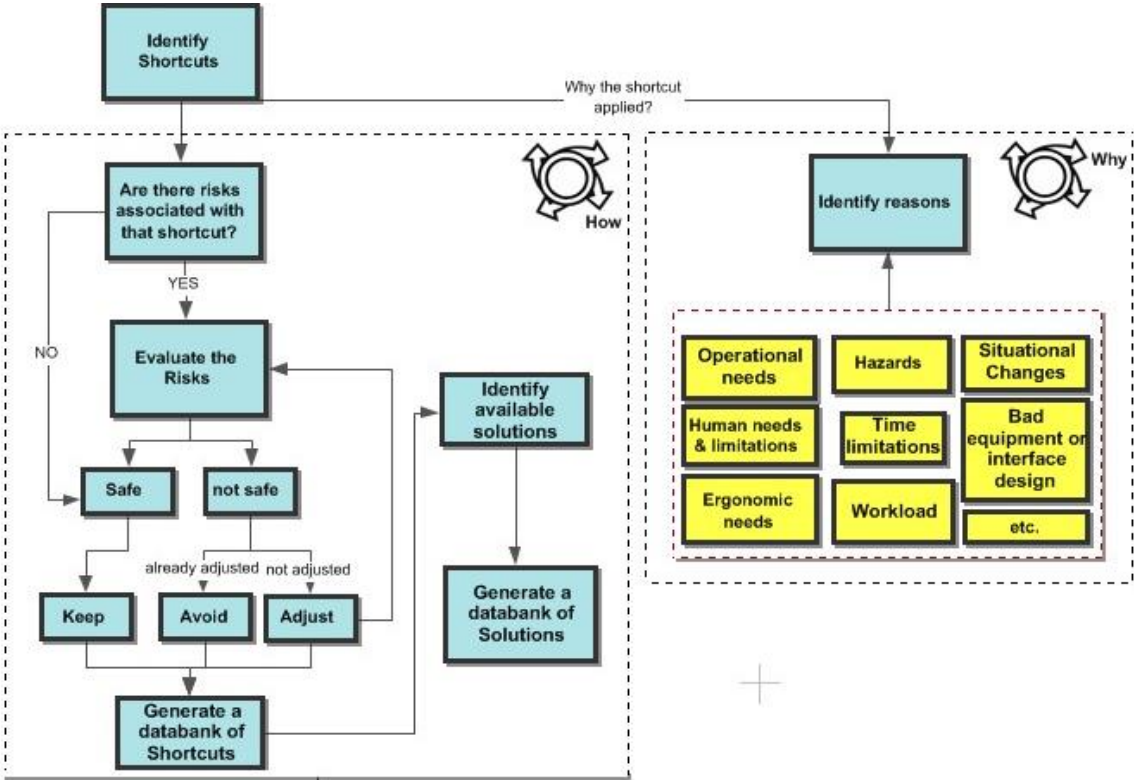 Identify
Shortcuts
Why the shortcut
applied?
Are there risks
associated with
that shortcut?
How
Why
Identify reasons
YES
NO
Evaluate the
Risks
Identify
available
solutions
Safe
not safe
already adjusted
not adjusted
Keep
Avoid
Adjust
Generate a
databank of
Solutions
Generate a
databank of
Shortcuts
Operational
needs
Hazards
Situational
Changes
Human needs
& limitations
Time
limitations
Bad
equipment or
interface
design
Ergonomic
needs
Workload
etc.